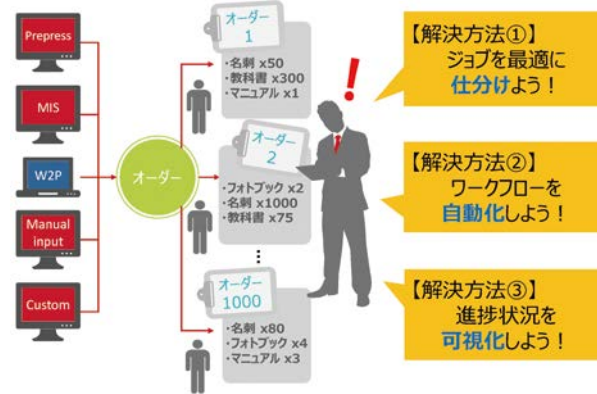 Prepress
MIS
W2P
Manual
input
Custom
オーダー
オーダー
1
・名刺 x50
・教科書 x300
・マニュアル x1
オーダー
2
・フォトブック x2
・名刺 x1000
・教科書 x75
オーダー
1000
・名刺 x80
・フォトブック x4
・マニュアル x3
!
【解決方法①】
ジョブを最適に
仕分けよう！
【解決方法②】
ワークフローを
自動化しよう！
【解決方法③】
進捗状況を
可視化しよう！